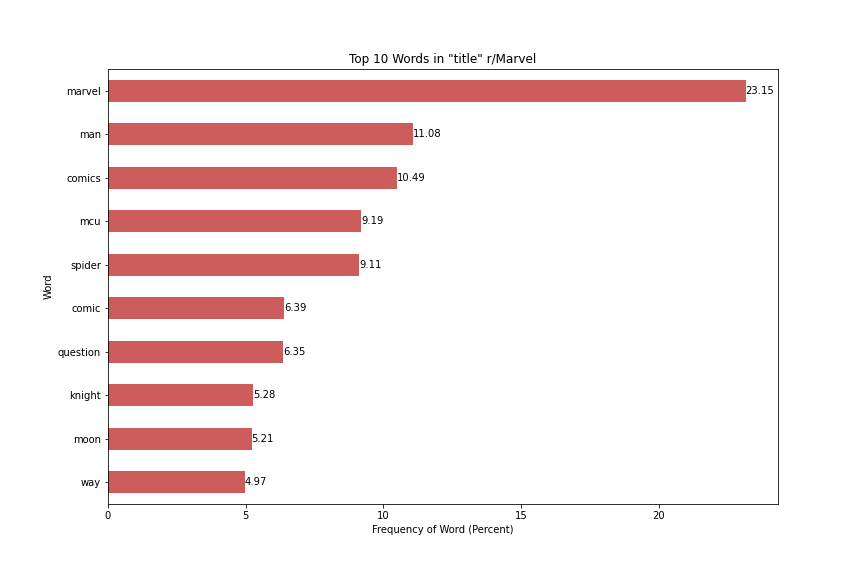 Top 10 Words in "title" r/Marvel
marvel 23.15
man 11.08
comics 10.49
mcu 9.19
spider 9.11
comic 6.39
question 6.35
knight 5.28
moon 5.21
way 4.97
Word
0 5 10 15 20
Frequency of Word (Percent)